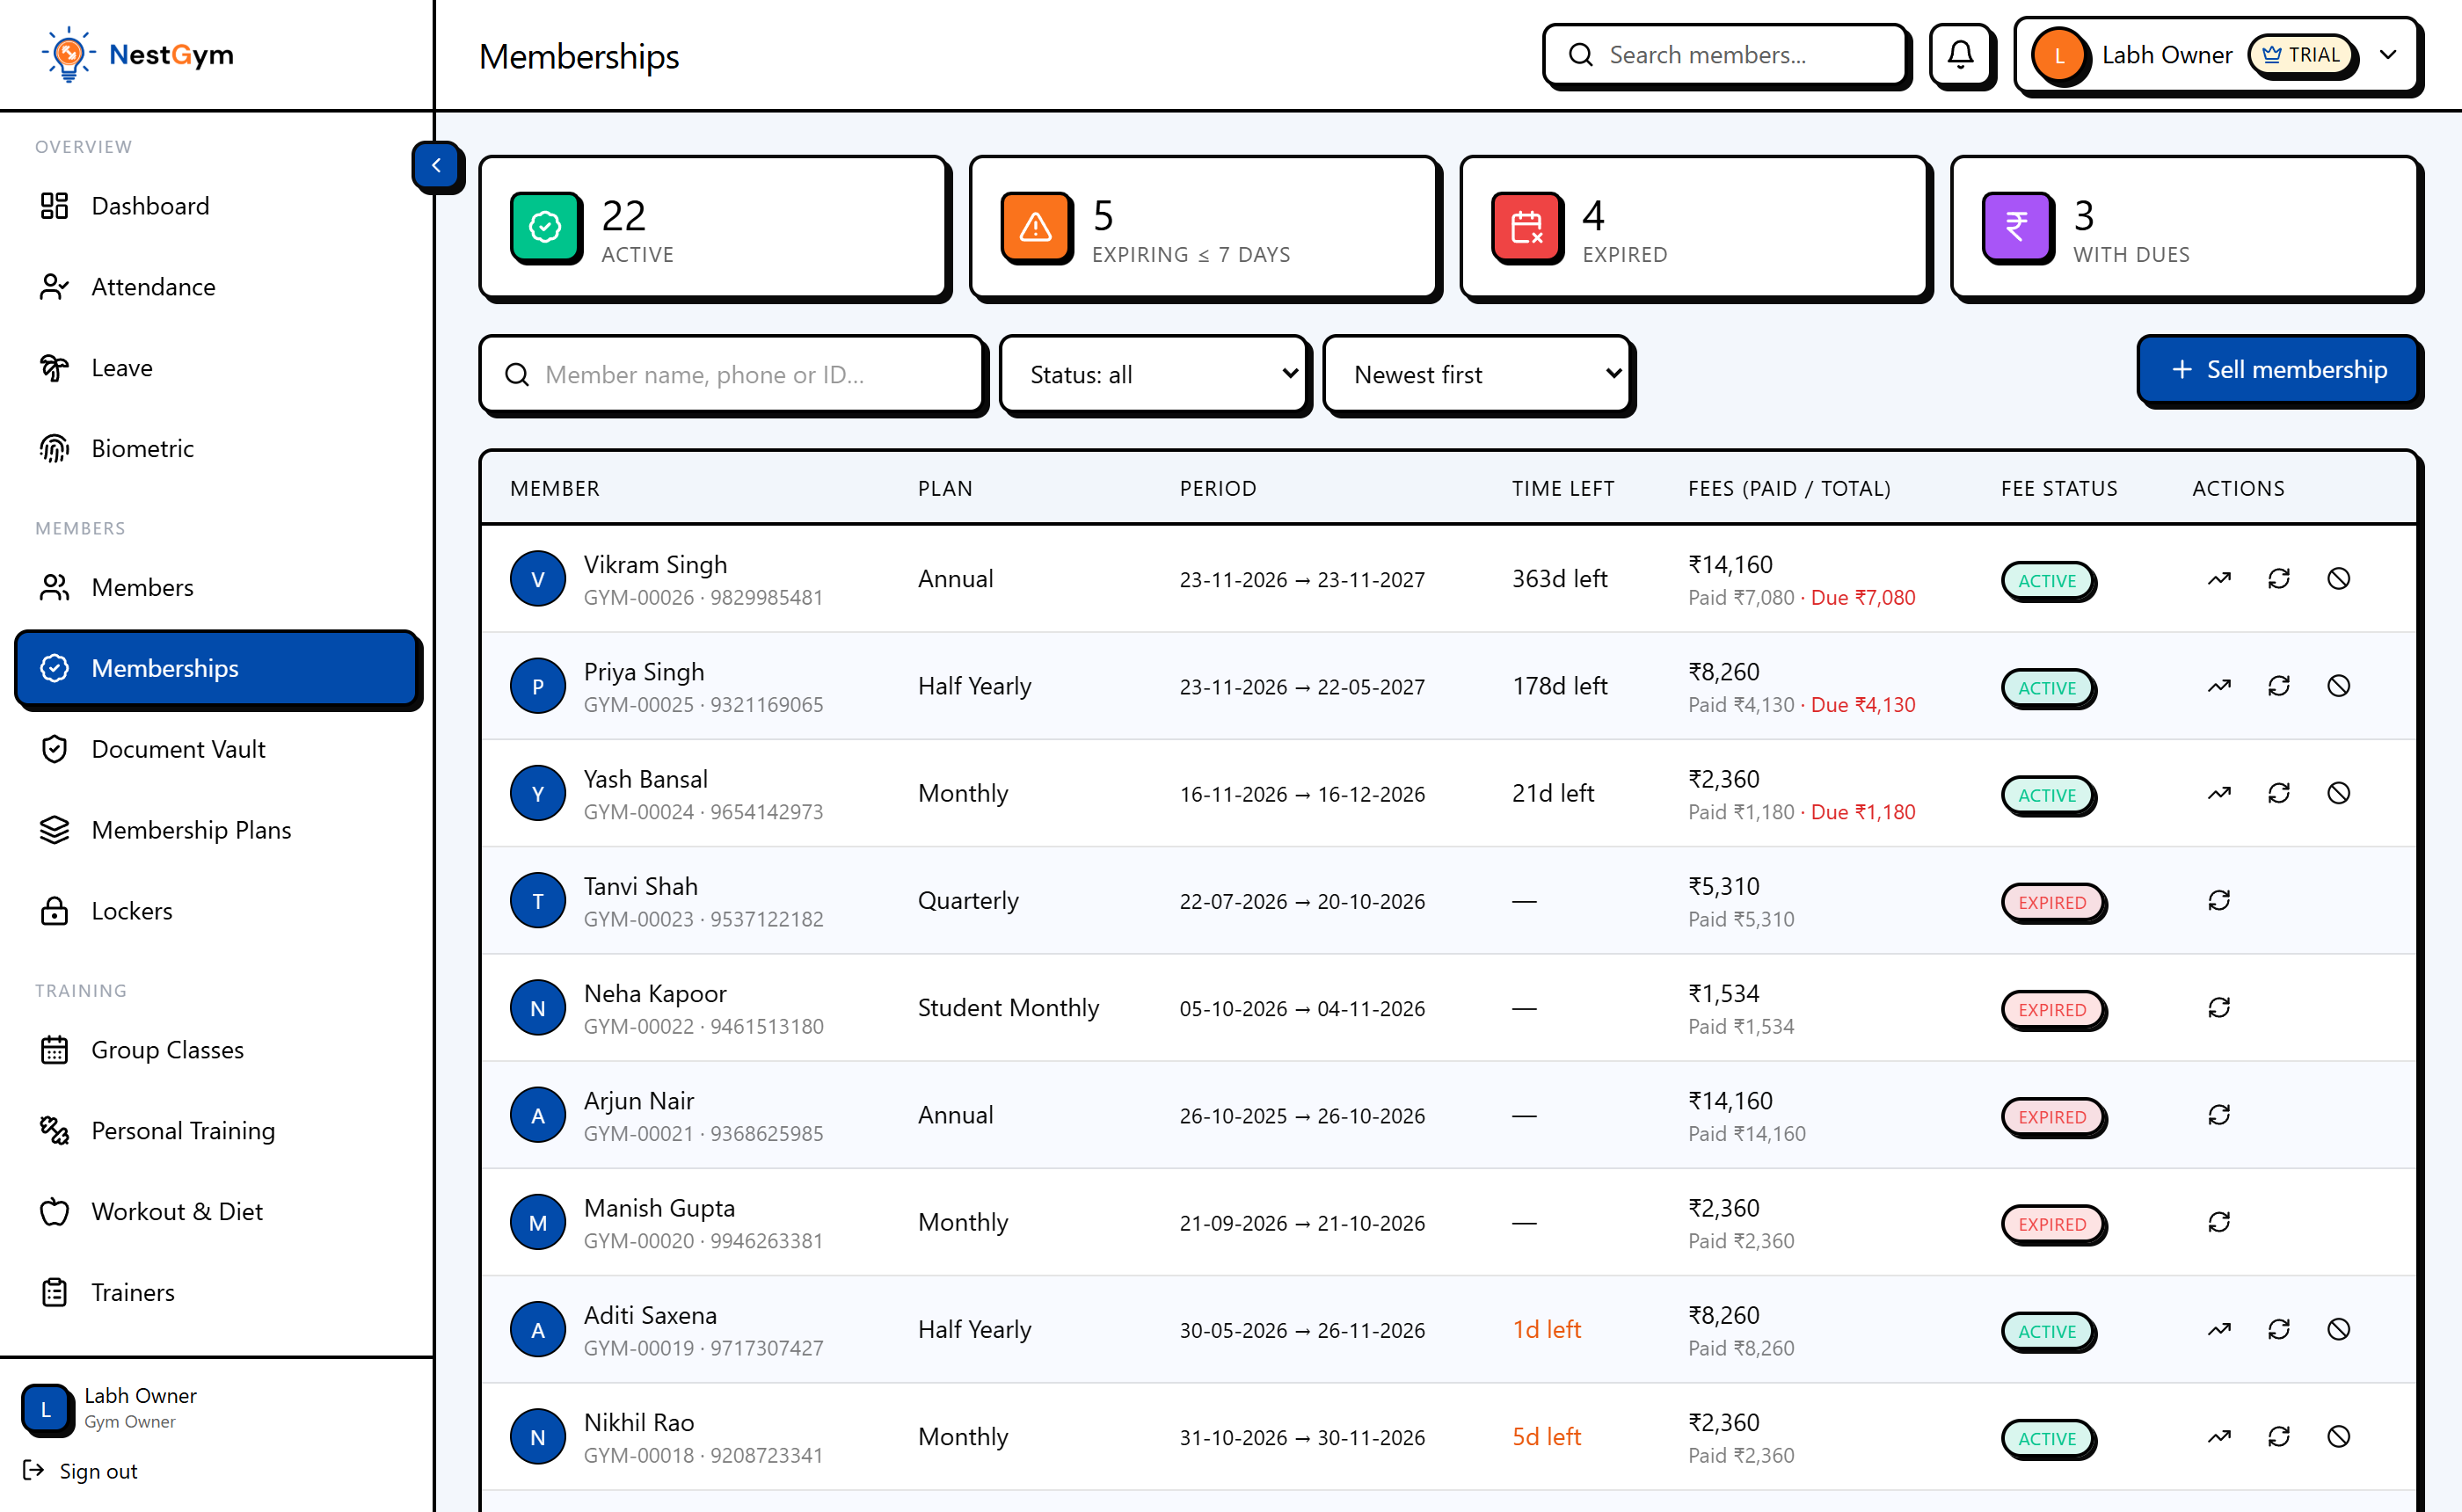 NestGym
Memberships
Search members...
L
Labh Owner
TRIAL
OVERVIEW
Dashboard
Attendance
Leave
Biometric
MEMBERS
Members
Memberships
Document Vault
Membership Plans
Lockers
TRAINING
Group Classes
Personal Training
Workout & Diet
Trainers
L
Labh Owner
Gym Owner
Sign out
22
ACTIVE
5
EXPIRING ≤ 7 DAYS
4
EXPIRED
₹
3
WITH DUES
Member name, phone or ID...
Status: all
Newest first
+ Sell membership
MEMBER PLAN PERIOD TIME LEFT FEES (PAID / TOTAL) FEE STATUS ACTIONS
V Vikram Singh Annual 23-11-2026 → 23-11-2027 363d left ₹14,160 ACTIVE
GYM-00026 · 9829985481 Paid ₹7,080 · Due ₹7,080
P Priya Singh Half Yearly 23-11-2026 → 22-05-2027 178d left ₹8,260 ACTIVE
GYM-00025 · 9321169065 Paid ₹4,130 · Due ₹4,130
Y Yash Bansal Monthly 16-11-2026 → 16-12-2026 21d left ₹2,360 ACTIVE
GYM-00024 · 9654142973 Paid ₹1,180 · Due ₹1,180
T Tanvi Shah Quarterly 22-07-2026 → 20-10-2026 — ₹5,310 EXPIRED
GYM-00023 · 9537122182 Paid ₹5,310
N Neha Kapoor Student Monthly 05-10-2026 → 04-11-2026 — ₹1,534 EXPIRED
GYM-00022 · 9461513180 Paid ₹1,534
A Arjun Nair Annual 26-10-2025 → 26-10-2026 — ₹14,160 EXPIRED
GYM-00021 · 9368625985 Paid ₹14,160
M Manish Gupta Monthly 21-09-2026 → 21-10-2026 — ₹2,360 EXPIRED
GYM-00020 · 9946263381 Paid ₹2,360
A Aditi Saxena Half Yearly 30-05-2026 → 26-11-2026 1d left ₹8,260 ACTIVE
GYM-00019 · 9717307427 Paid ₹8,260
N Nikhil Rao Monthly 31-10-2026 → 30-11-2026 5d left ₹2,360 ACTIVE
GYM-00018 · 9208723341 Paid ₹2,360